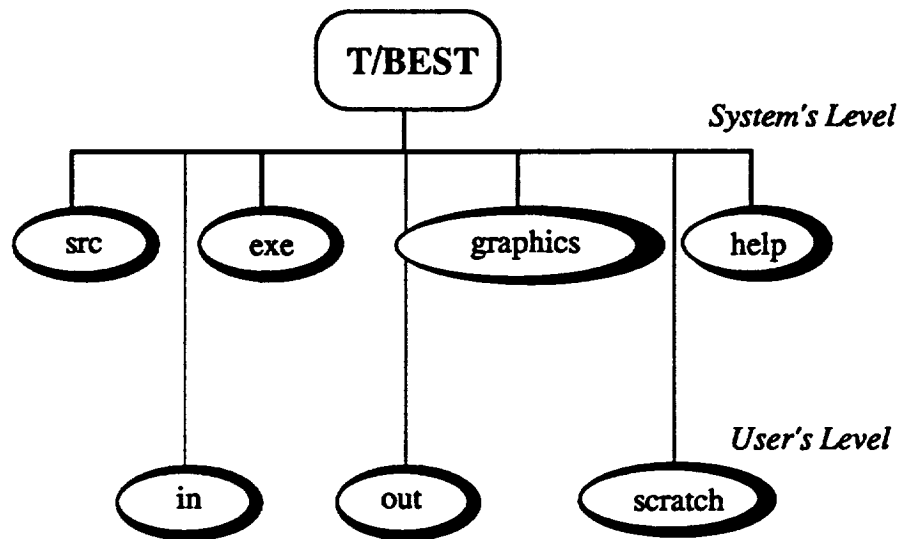 T/BEST
System's Level
src
exe
graphics
help
User's Level
in
out
scratch